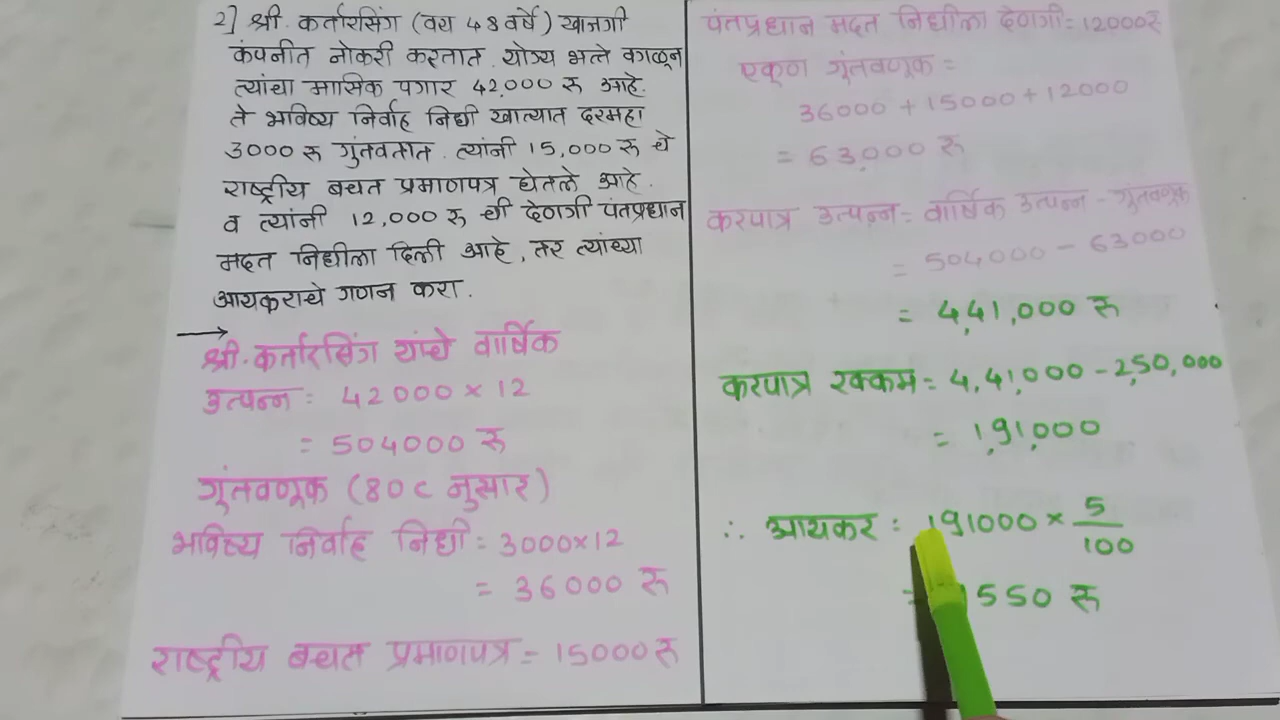 2] श्री. कर्तारसिंग (वय 48 वर्षे) खाजगी
कंपनीत नोकरी करतात. योग्य भत्ते वगळून
त्यांचा मासिक पगार 42,000 रु आहे.
ते भविष्य निर्वाह निधी खात्यात दरमहा
3000 रु गुंतवतात. त्यांनी 15,000 रु चे
राष्ट्रीय बचत प्रमाणपत्र घेतले आहे.
व त्यांनी 12,000 रु ची देणगी पंतप्रधान
मदत निधीला दिली आहे, तर त्यांच्या
आयकराचे गणन करा.
→
श्री. कर्तारसिंग यांचे वार्षिक
उत्पन्न = 42000 × 12
= 504000 रु
गुंतवणूक (80c नुसार)
भविष्य निर्वाह निधी = 3000×12
= 36000 रु
राष्ट्रीय बचत प्रमाणपत्र = 15000 रु
पंतप्रधान मदत निधीला देणगी = 12000 रु
एकूण गुंतवणूक =
36000 + 15000 + 12000
= 63,000 रु
करपात्र उत्पन्न = वार्षिक उत्पन्न - गुंतवणूक
= 504000 - 63000
= 4,41,000 रु
करपात्र रक्कम = 4,41,000 - 2,50,000
= 1,91,000
∴ आयकर = 191000 × 5/100
= 550 रु